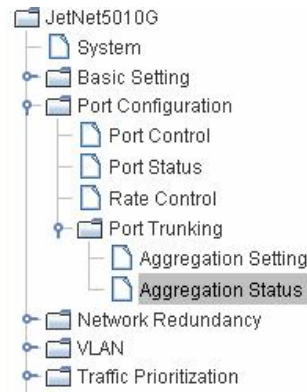 JetNet5010G
System
Basic Setting
Port Configuration
Port Control
Port Status
Rate Control
Port Trunking
Aggregation Setting
Aggregation Status
Network Redundancy
VLAN
Traffic Prioritization